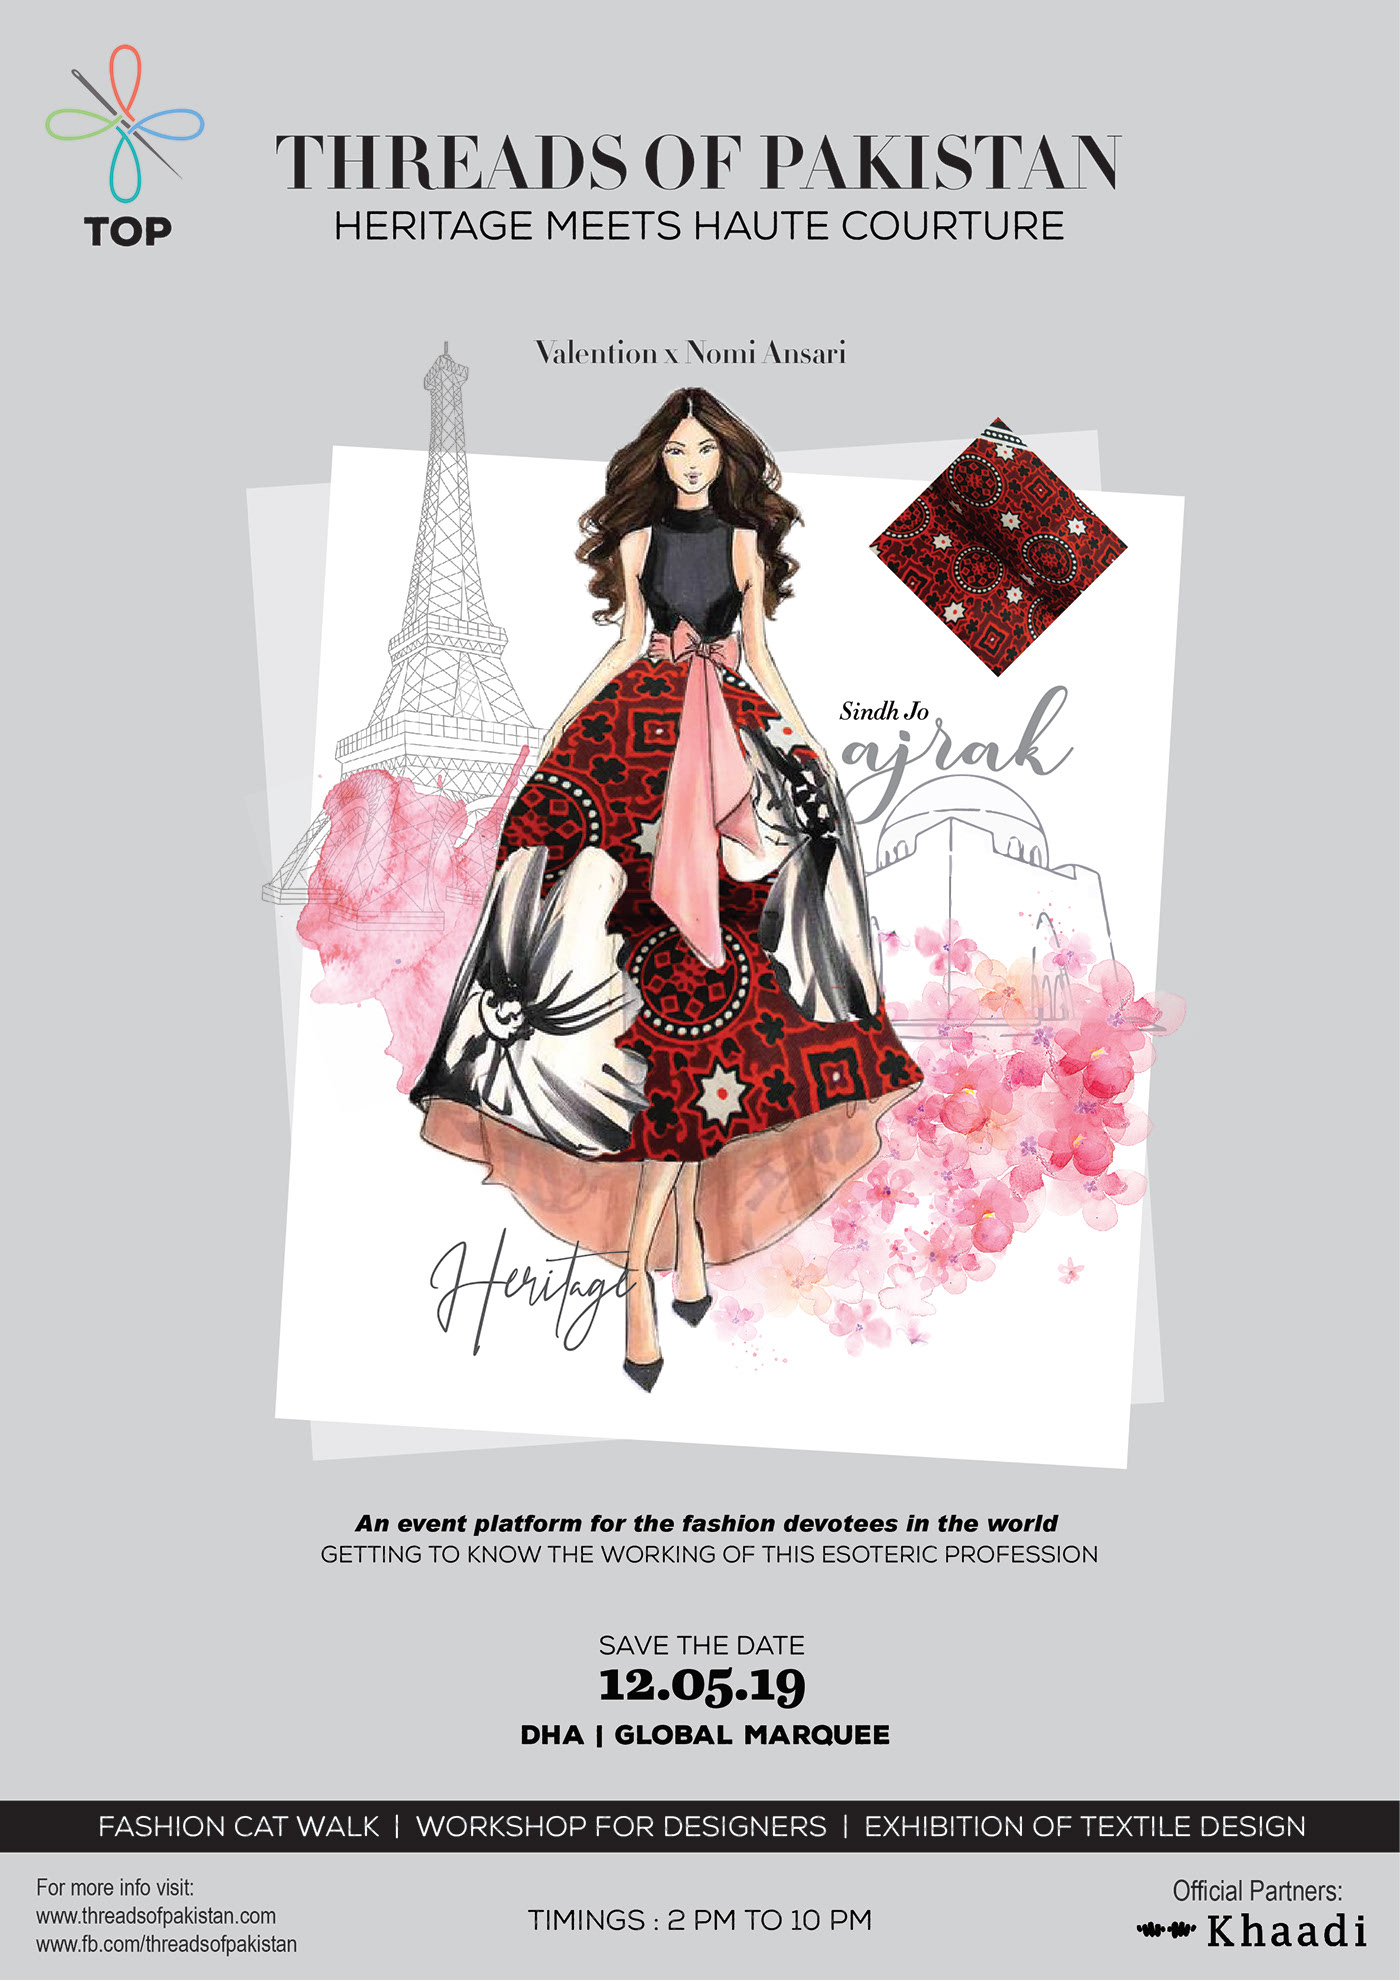 TOP
THREADS OF PAKISTAN
HERITAGE MEETS HAUTE COURTURE
Valention x Nomi Ansari
Sindh Jo
ajrak
Heritage
An event platform for the fashion devotees in the world
GETTING TO KNOW THE WORKING OF THIS ESOTERIC PROFESSION
SAVE THE DATE
12.05.19
DHA | GLOBAL MARQUEE
FASHION CAT WALK | WORKSHOP FOR DESIGNERS | EXHIBITION OF TEXTILE DESIGN
For more info visit:
www.threadsofpakistan.com
www.fb.com/threadsofpakistan
TIMINGS : 2 PM TO 10 PM
Official Partners:
Khaadi